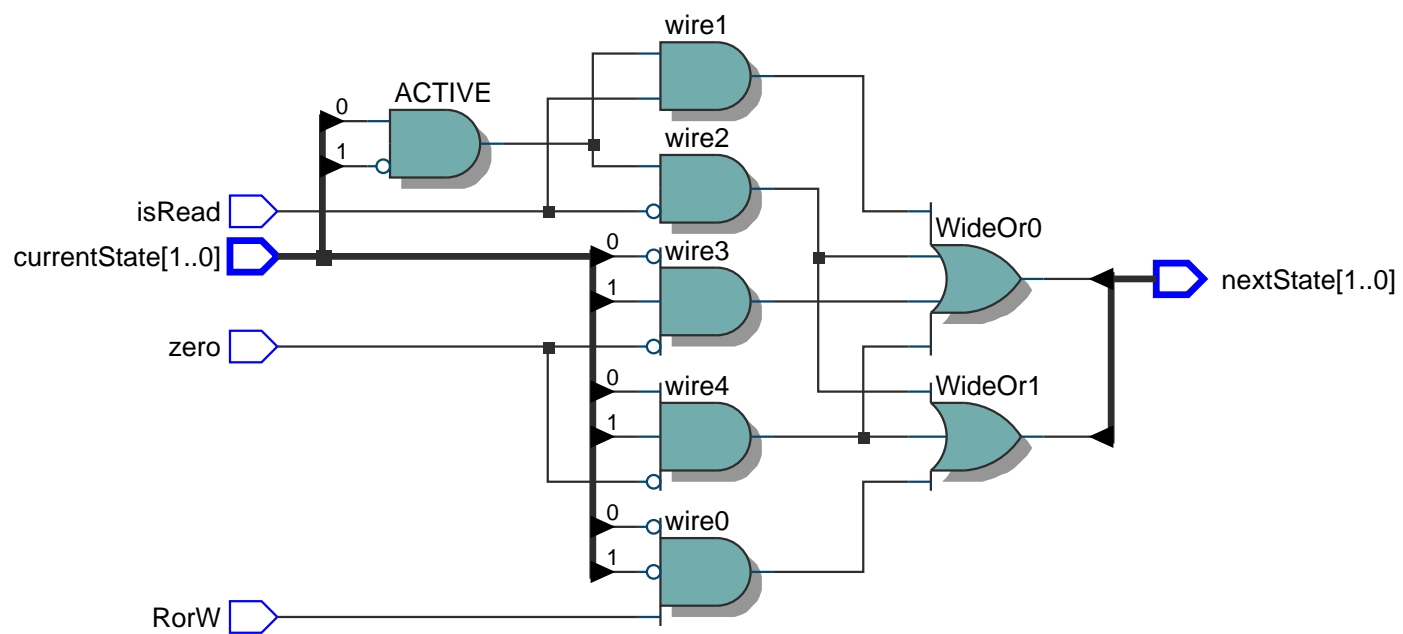 wire1
ACTIVE
0
wire2
1
isRead
WideOr0
0
wire3
currentState[1..0]
nextState[1..0]
1
zero
0
wire4
WideOr1
1
0
wire0
1
RorW